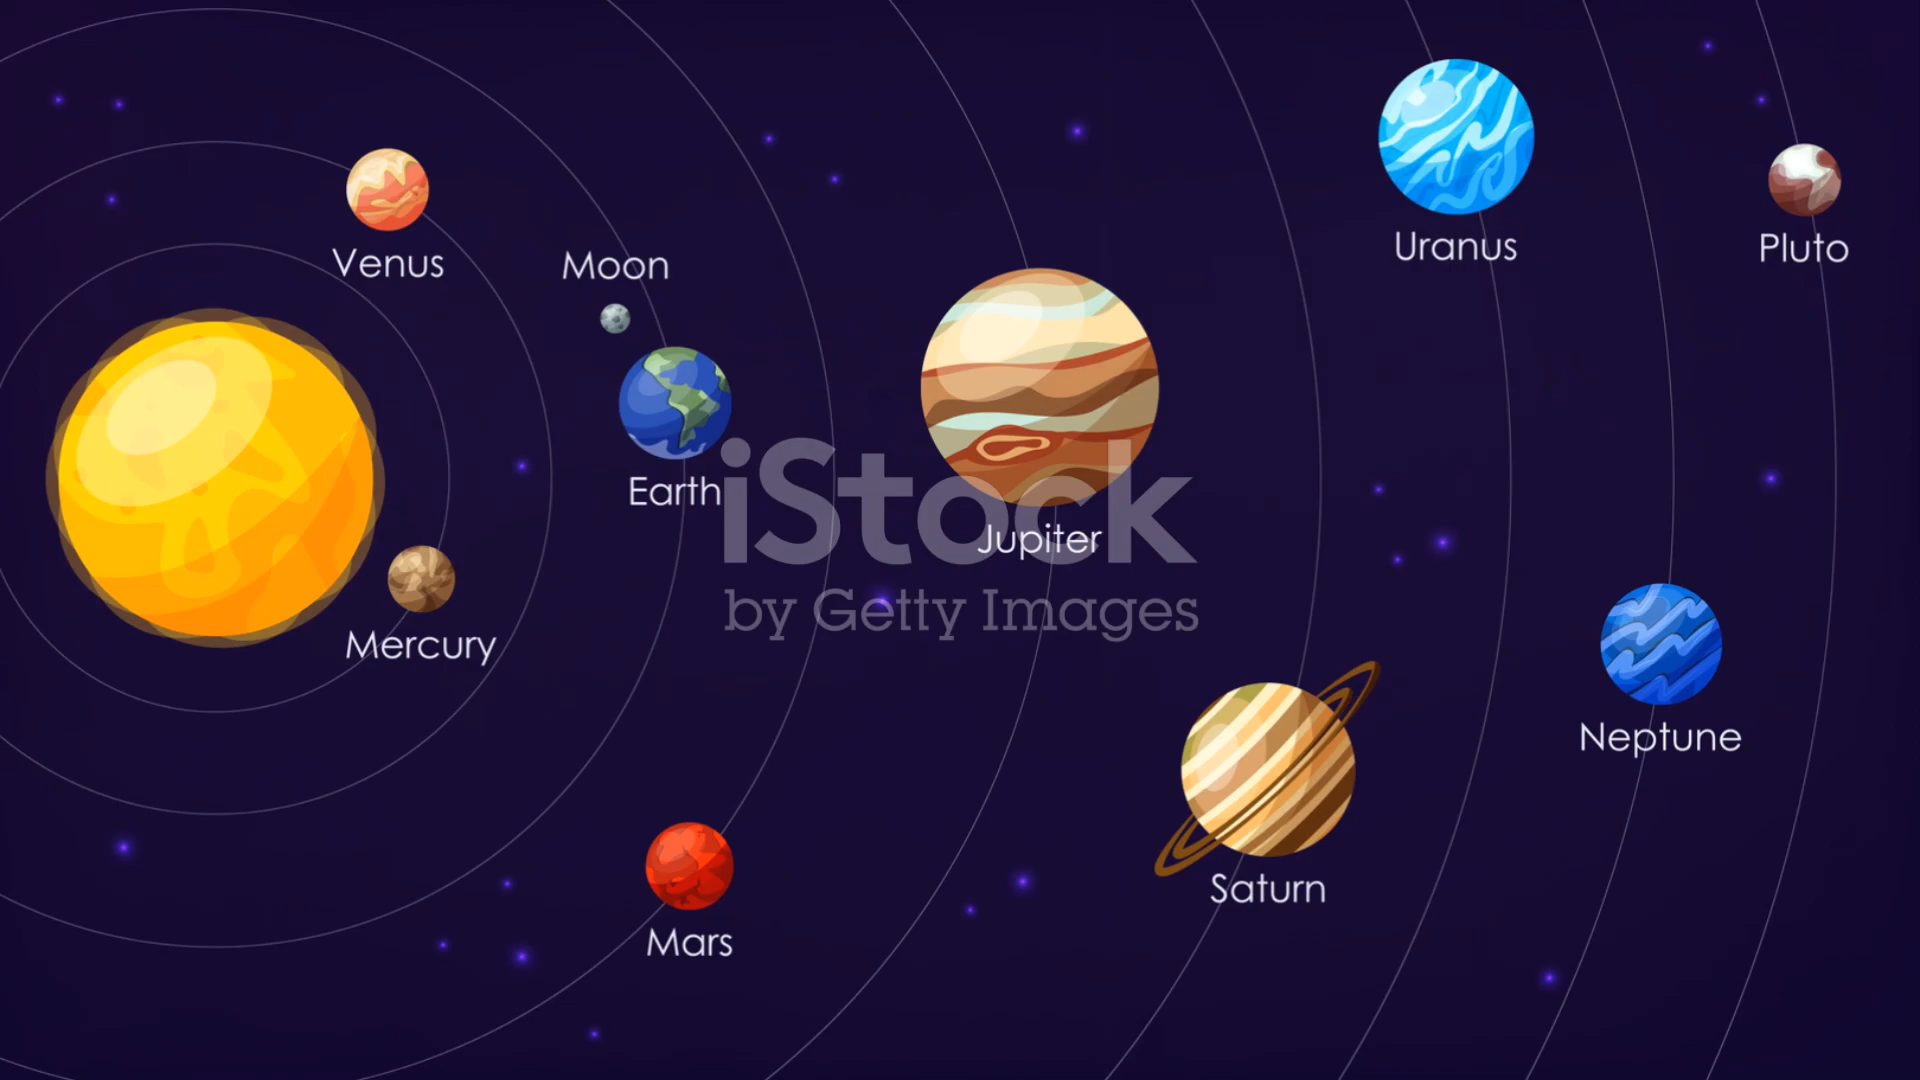 Venus
Moon
Uranus
Pluto
Earth
iStock
by Getty Images
Jupiter
Mercury
Neptune
Saturn
Mars